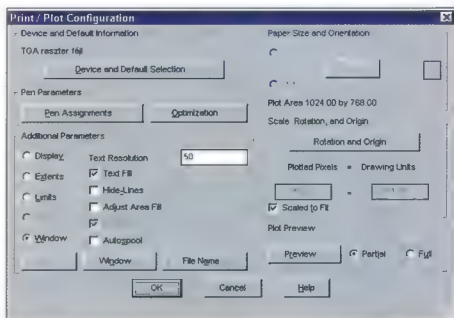 Print / Plot Configuration
Device and Default Information
TGA raszter fájl
Device and Default Selection
Pen Parameters
Pen Assignments
Optimization
Additional Parameters
Display
Extents
Limits
Window
Text Resolution
50
Text Fill
Hide-Lines
Adjust Area Fill
Autospool
Window
File Name
Paper Size and Orientation
Plot Area 1024.00 by 768.00
Scale Rotation, and Origin
Rotation and Origin
Plotted Pixels = Drawing Units
=
Scaled to Fit
Plot Preview
Preview
Partial
Full
OK
Cancel
Help